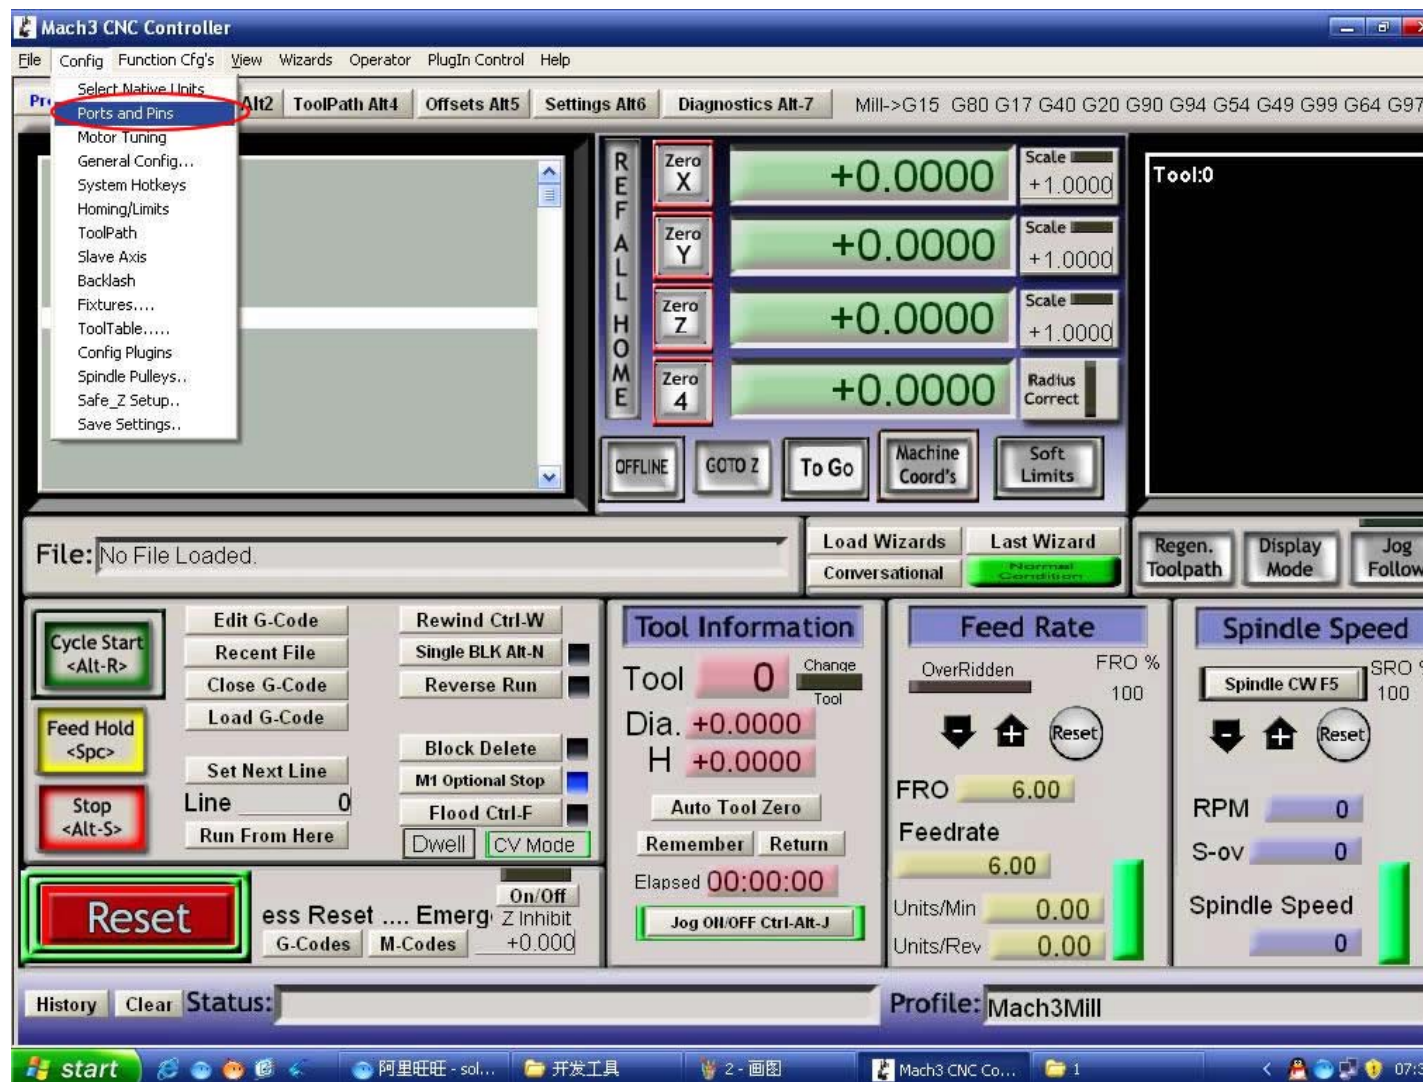 Mach3 CNC Controller
File Config Function Cfg's View Wizards Operator PlugIn Control Help
Select Native Units
Ports and Pins
Motor Tuning
General Config...
System Hotkeys
Homing/Limits
ToolPath
Slave Axis
Backlash
Fixtures....
ToolTable.....
Config Plugins
Spindle Pulleys..
Safe_Z Setup..
Save Settings..
Alt2 ToolPath Alt4 Offsets Alt5 Settings Alt6 Diagnostics Alt-7
Mill->G15 G80 G17 G40 G20 G90 G94 G54 G49 G99 G64 G97
REF ALL HOME
Zero X +0.0000 Scale +1.0000
Zero Y +0.0000 Scale +1.0000
Zero Z +0.0000 Scale +1.0000
Zero 4 +0.0000 Radius Correct
OFFLINE GOTO Z To Go Machine Coord's Soft Limits
Tool:0
File: No File Loaded.
Load Wizards Last Wizard
Conversational Normal Condition
Regen. Toolpath Display Mode Jog Follow
Cycle Start <Alt-R>
Feed Hold <Spc>
Stop <Alt-S>
Edit G-Code
Recent File
Close G-Code
Load G-Code
Set Next Line
Line 0
Run From Here
Rewind Ctrl-W
Single BLK Alt-N
Reverse Run
Block Delete
M1 Optional Stop
Flood Ctrl-F
Dwell CV Mode
Reset
ess Reset .... Emerg
G-Codes M-Codes
On/Off
Z Inhibit
+0.000
Tool Information
Tool 0 Change Tool
Dia. +0.0000
H +0.0000
Auto Tool Zero
Remember Return
Elapsed 00:00:00
Jog ON/OFF Ctrl-Alt-J
Feed Rate
OverRidden FRO %
100
Reset
FRO 6.00
Feedrate
6.00
Units/Min 0.00
Units/Rev 0.00
Spindle Speed
Spindle CW F5 SRO
100
Reset
RPM 0
S-ov 0
Spindle Speed
0
History Clear Status:
Profile: Mach3Mill
start 阿里旺旺 - sol... 开发工具 2 - 画图 Mach3 CNC Co... 1